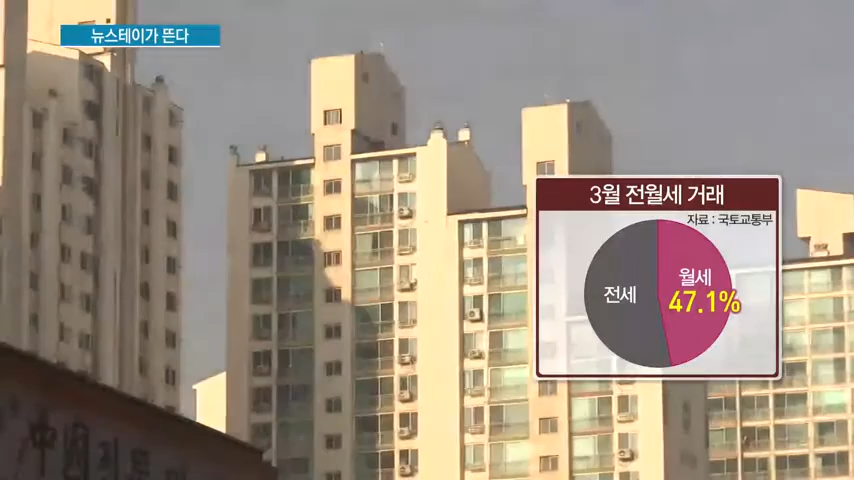 뉴스테이가 뜬다
3월 전월세 거래
자료 : 국토교통부
전세
월세
47.1%